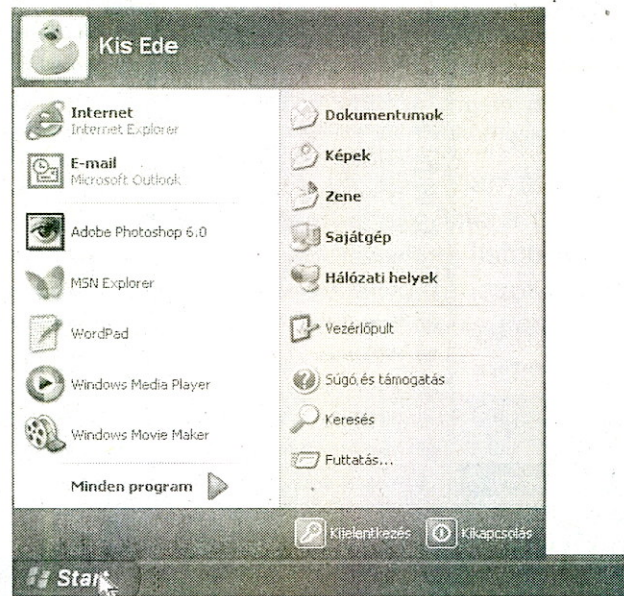 Kis Ede
Internet
Internet Explorer
E-mail
Microsoft Outlook
Adobe Photoshop 6.0
MSN Explorer
WordPad
Windows Media Player
Windows Movie Maker
Minden program
Dokumentumok
Képek
Zene
Sajátgép
Hálózati helyek
Vezérlőpult
Súgó és támogatás
Keresés
Futtatás...
Kijelentkezés
Kikapcsolás
Start